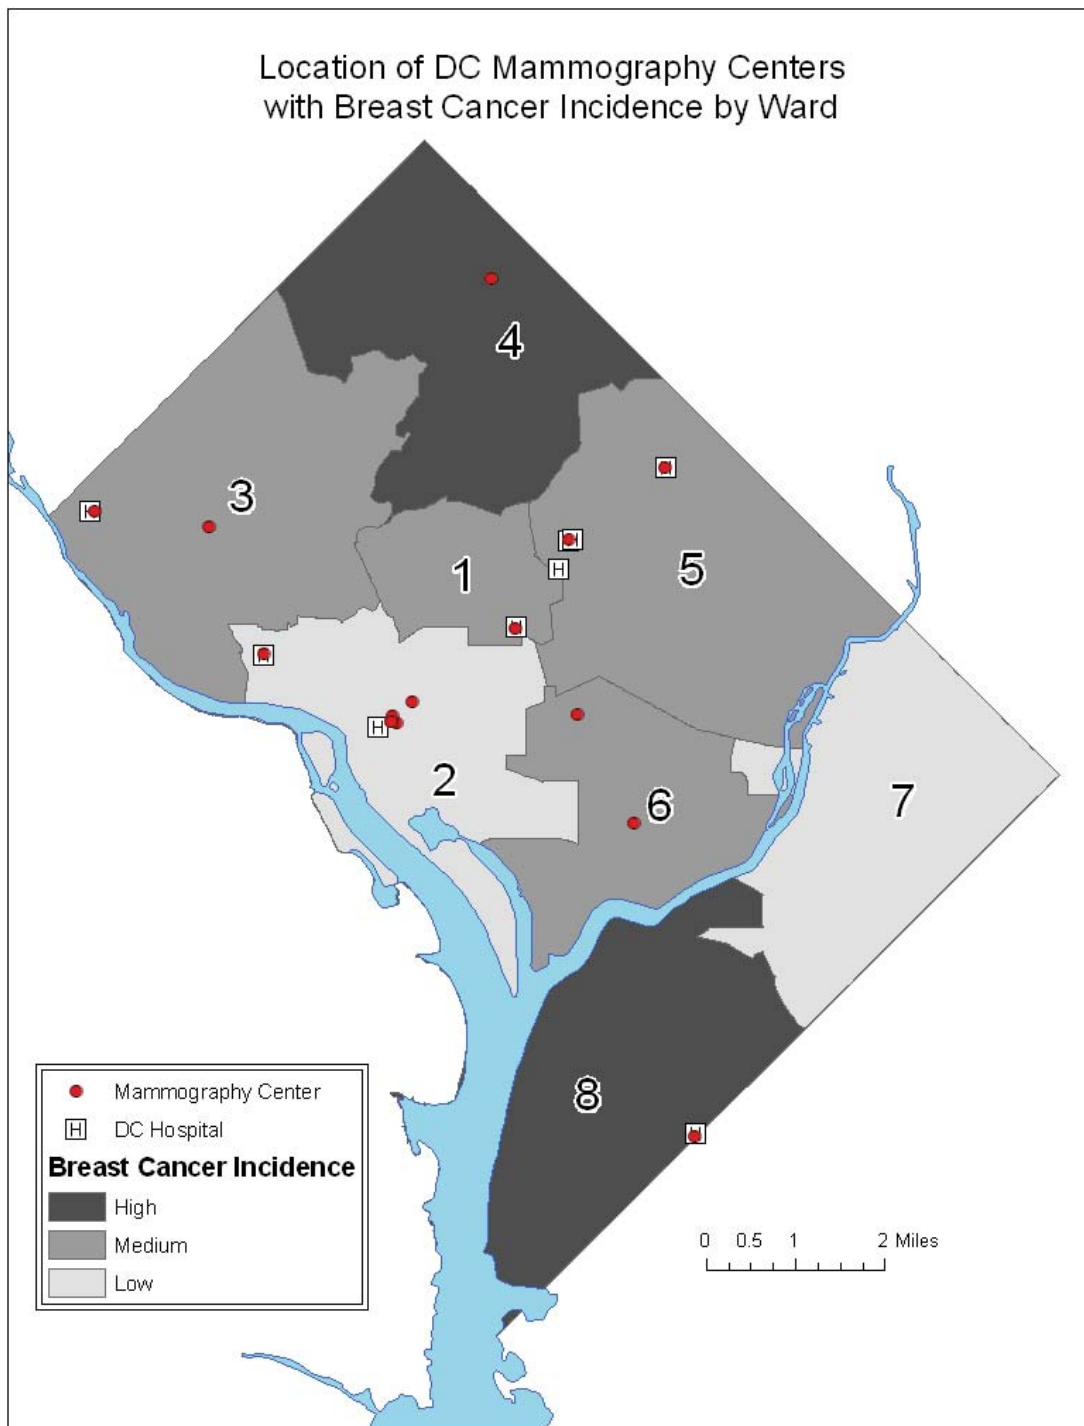 Location of DC Mammography Centers
with Breast Cancer Incidence by Ward
4
3
H
H
1
5
H
H
H
H
H
2
6
7
8
H
Mammography Center
H DC Hospital
Breast Cancer Incidence
High
Medium
Low
0 0.5 1 2 Miles